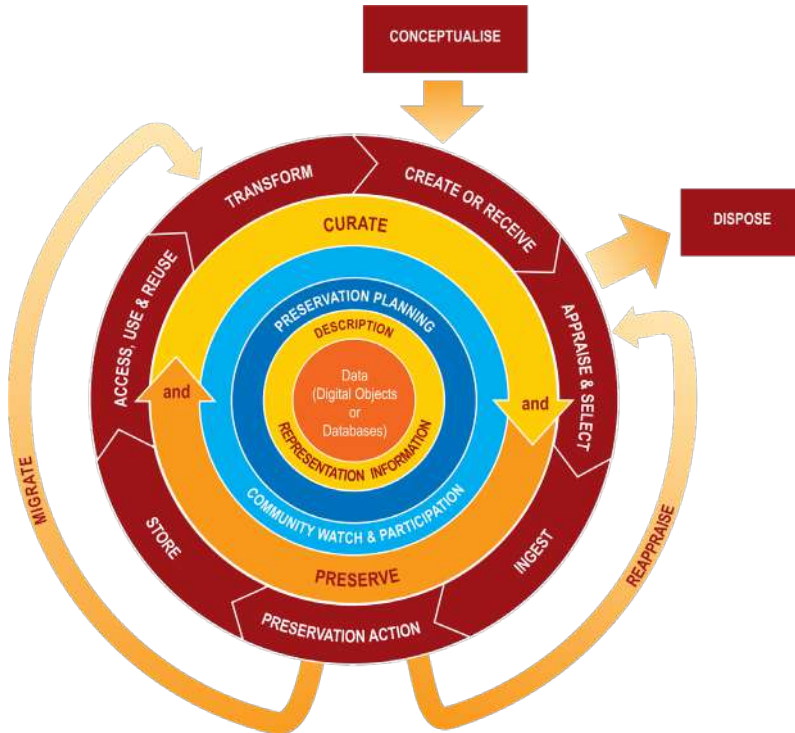 CONCEPTUALISE
DISPOSE
TRANSFORM
CREATE OR RECEIVE
APPRAISE & SELECT
INGEST
PRESERVATION ACTION
STORE
ACCESS, USE & REUSE
MIGRATE
REAPPRAISE
CURATE
and
PRESERVE
and
COMMUNITY WATCH & PARTICIPATION
PRESERVATION PLANNING
DESCRIPTION
REPRESENTATION INFORMATION
Data
(Digital Objects
or
Databases)